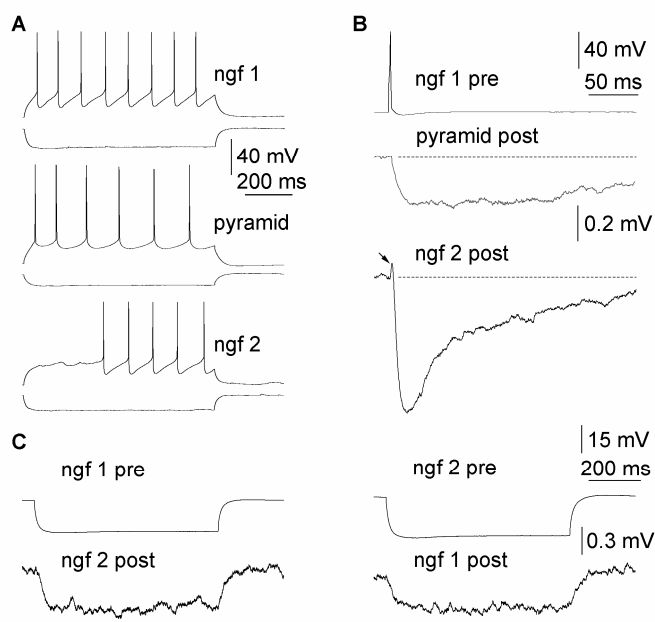 A
ngf 1
40 mV
200 ms
pyramid
ngf 2
B
40 mV
50 ms
ngf 1 pre
pyramid post
0.2 mV
ngf 2 post
C
ngf 1 pre
ngf 2 post
15 mV
200 ms
ngf 2 pre
0.3 mV
ngf 1 post